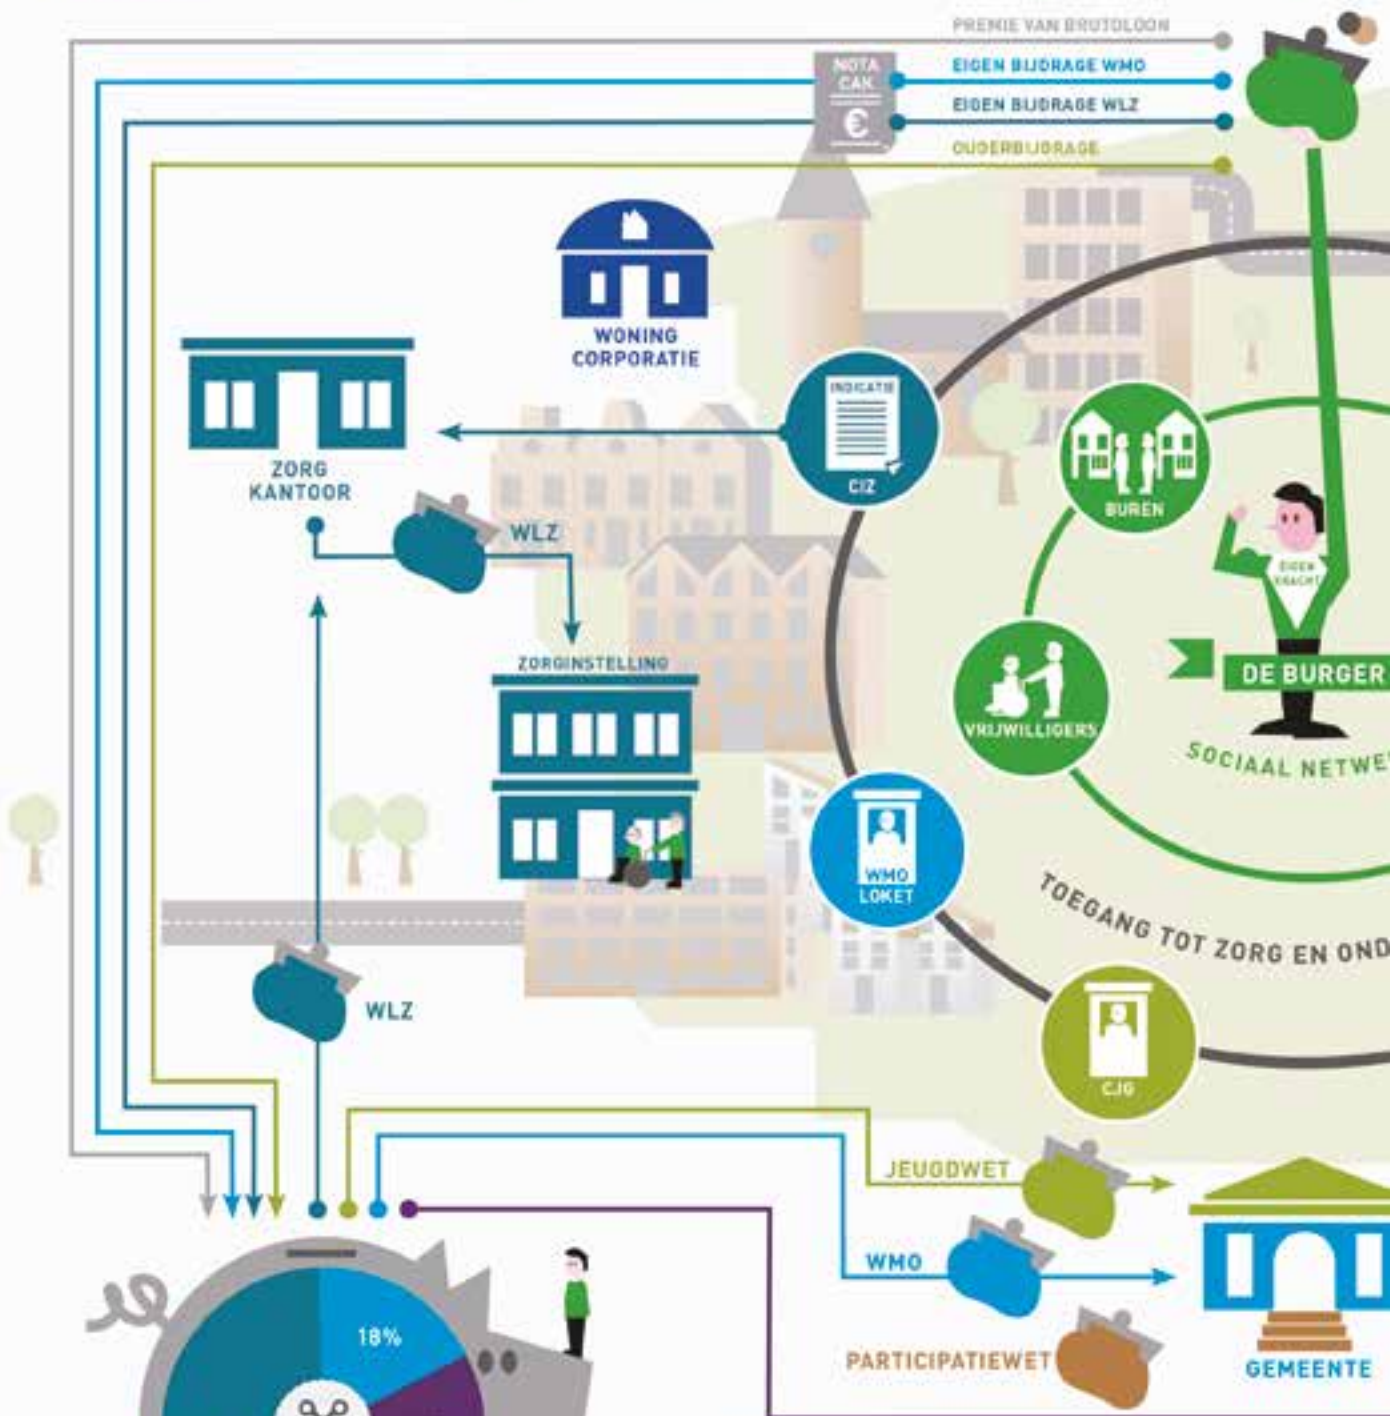 PREMIE VAN BRUTOLOON
EIGEN BIJDRAGE WMO
EIGEN BIJDRAGE WLZ
OUDERBIJDRAGE
NOTA
CAK
€
WONING
CORPORATIE
ZORG
KANTOOR
INDICATIE
CIZ
BUREN
WLZ
EIGEN
KRACHT
ZORGINSTELLING
DE BURGER
VRIJWILLIGERS
SOCIAAL NETWE
WMO
LOKET
TOEGANG TOT ZORG EN OND
WLZ
CJG
JEUGDWET
WMO
18%
PARTICIPATIEWET
GEMEENTE